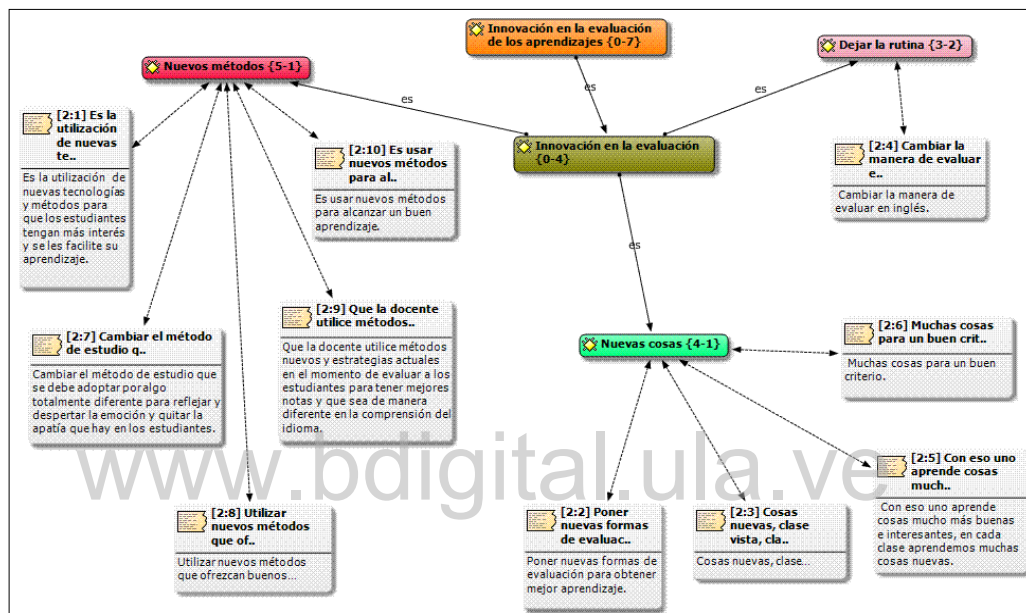 Innovación en la evaluación
de los aprendizajes {0-7}
Dejar la rutina {3-2}
Nuevos métodos {5-1}
es
es
es
Innovación en la evaluación
{0-4}
[2:1] Es la
utilización
de nuevas
te..
Es la utilización de
nuevas tecnologías
y métodos para
que los estudiantes
tengan más interés
y se les facilite su
aprendizaje.
[2:10] Es usar
nuevos métodos
para al..
Es usar nuevos métodos
para alcanzar un buen
aprendizaje.
[2:4] Cambiar la
manera de evaluar
e..
Cambiar la manera de
evaluar en inglés.
es
[2:7] Cambiar el método
de estudio q..
Cambiar el método de estudio que
se debe adoptar por algo
totalmente diferente para reflejar y
despertar la emoción y quitar la
apatía que hay en los estudiantes.
[2:9] Que la docente
utilice métodos..
Que la docente utilice métodos
nuevos y estrategias actuales
en el momento de evaluar a los
estudiantes para tener mejores
notas y que sea de manera
diferente en la comprensión del
idioma.
Nuevas cosas {4-1}
[2:6] Muchas cosas
para un buen crit..
Muchas cosas para un buen
criterio.
www.bdigital.ula.ve
[2:5] Con eso uno
aprende cosas
much..
Con eso uno aprende
cosas mucho más buenas
e interesantes, en cada
clase aprendemos muchas
cosas nuevas.
[2:8] Utilizar
nuevos métodos
que of..
Utilizar nuevos métodos
que ofrezcan buenos...
[2:2] Poner
nuevas formas
de evaluac..
Poner nuevas formas de
evaluación para obtener
mejor aprendizaje.
[2:3] Cosas
nuevas, clase
vista, cla..
Cosas nuevas, clase...